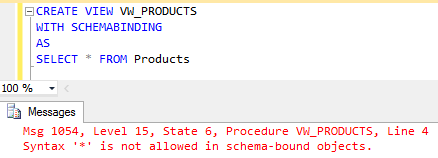 CREATE VIEW VW_PRODUCTS
WITH SCHEMABINDING
AS
SELECT * FROM Products
100 %
Messages
Msg 1054, Level 15, State 6, Procedure VW_PRODUCTS, Line 4
Syntax '*' is not allowed in schema-bound objects.